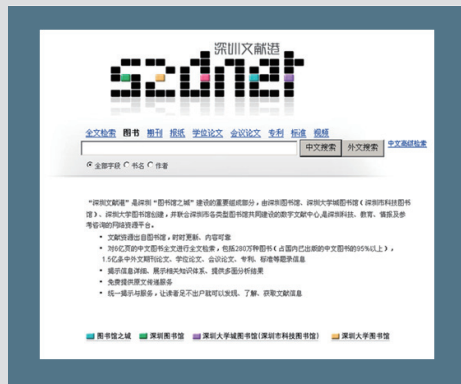 深圳文献港
szdnet
全文检索 图书 期刊 报纸 学位论文 会议论文 专利 标准 视频
中文搜索 外文搜索 中文高级检索
全部字段 书名 作者
“深圳文献港”是深圳“图书馆之城”建设的重要组成部分，由深圳图书馆、深圳大学城图书馆（深圳市科技图书
馆）、深圳大学图书馆创建，并联合深圳市各类型图书馆共同建设的数字文献中心,是深圳科技、教育、情报及参
考咨询的网络资源平台。
• 文献资源出自图书馆，时时更新、内容可靠
• 对6亿页的中文图书全文进行全文检索，包括280万种图书（占国内已出版的中文图书的95%以上），
1.5亿条中外文期刊论文、学位论文、会议论文、专利、标准等题录信息
• 揭示信息详细、展示相关知识体系、提供多面分析结果
• 免费提供原文传递服务
• 统一揭示与服务，让读者足不出户就可以发现、了解、获取文献信息
图书馆之城 深圳图书馆 深圳大学城图书馆(深圳市科技图书馆) 深圳大学图书馆